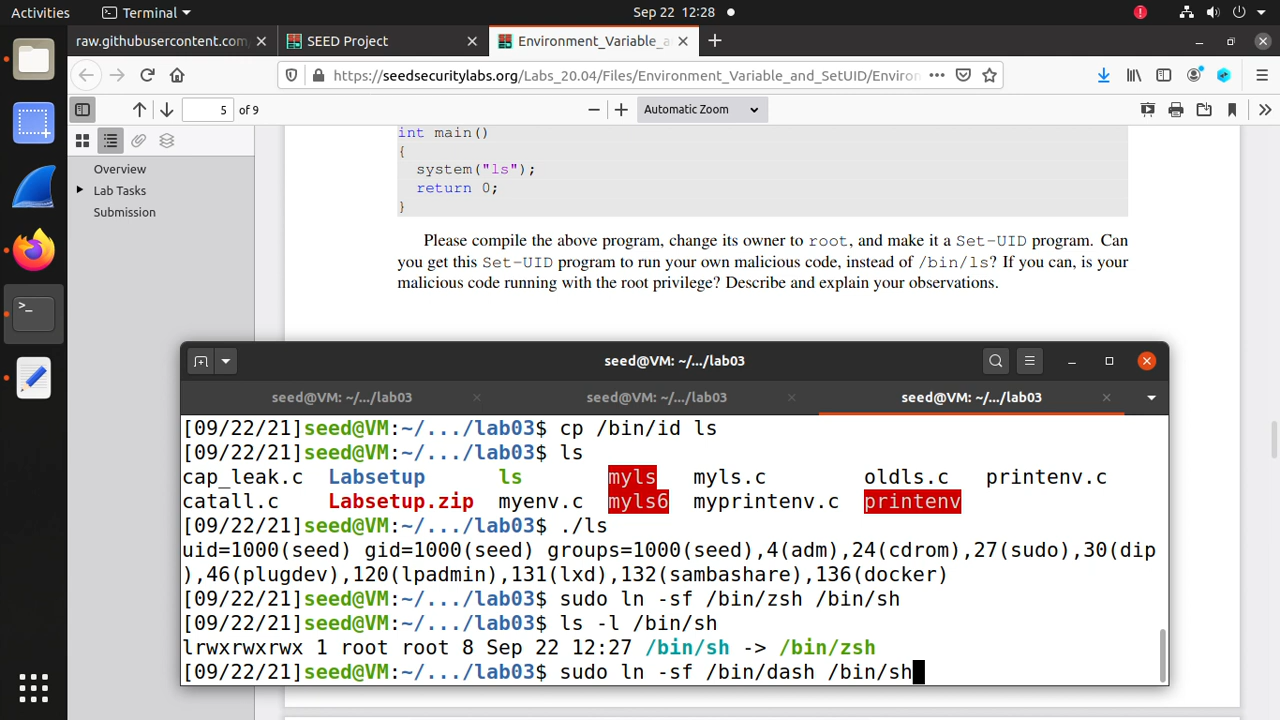 Activities
Terminal
Sep 22 12:28
raw.githubusercontent.com
SEED Project
Environment_Variable_a
https://seedsecuritylabs.org/Labs_20.04/Files/Environment_Variable_and_SetUID/Environ
5 of 9
Automatic Zoom
Overview
Lab Tasks
Submission
int main()
{
system("ls");
return 0;
}
Please compile the above program, change its owner to root, and make it a Set-UID program. Can
you get this Set-UID program to run your own malicious code, instead of /bin/ls? If you can, is your
malicious code running with the root privilege? Describe and explain your observations.
seed@VM: ~/.../lab03
seed@VM: ~/.../lab03
seed@VM: ~/.../lab03
seed@VM: ~/.../lab03
[09/22/21]seed@VM:~/.../lab03$ cp /bin/id ls
[09/22/21]seed@VM:~/.../lab03$ ls
cap_leak.c Labsetup ls myls myls.c oldls.c printenv.c
catall.c Labsetup.zip myenv.c myls6 myprintenv.c printenv
[09/22/21]seed@VM:~/.../lab03$ ./ls
uid=1000(seed) gid=1000(seed) groups=1000(seed),4(adm),24(cdrom),27(sudo),30(dip
),46(plugdev),120(lpadmin),131(lxd),132(sambashare),136(docker)
[09/22/21]seed@VM:~/.../lab03$ sudo ln -sf /bin/zsh /bin/sh
[09/22/21]seed@VM:~/.../lab03$ ls -l /bin/sh
lrwxrwxrwx 1 root root 8 Sep 22 12:27 /bin/sh -> /bin/zsh
[09/22/21]seed@VM:~/.../lab03$ sudo ln -sf /bin/dash /bin/sh